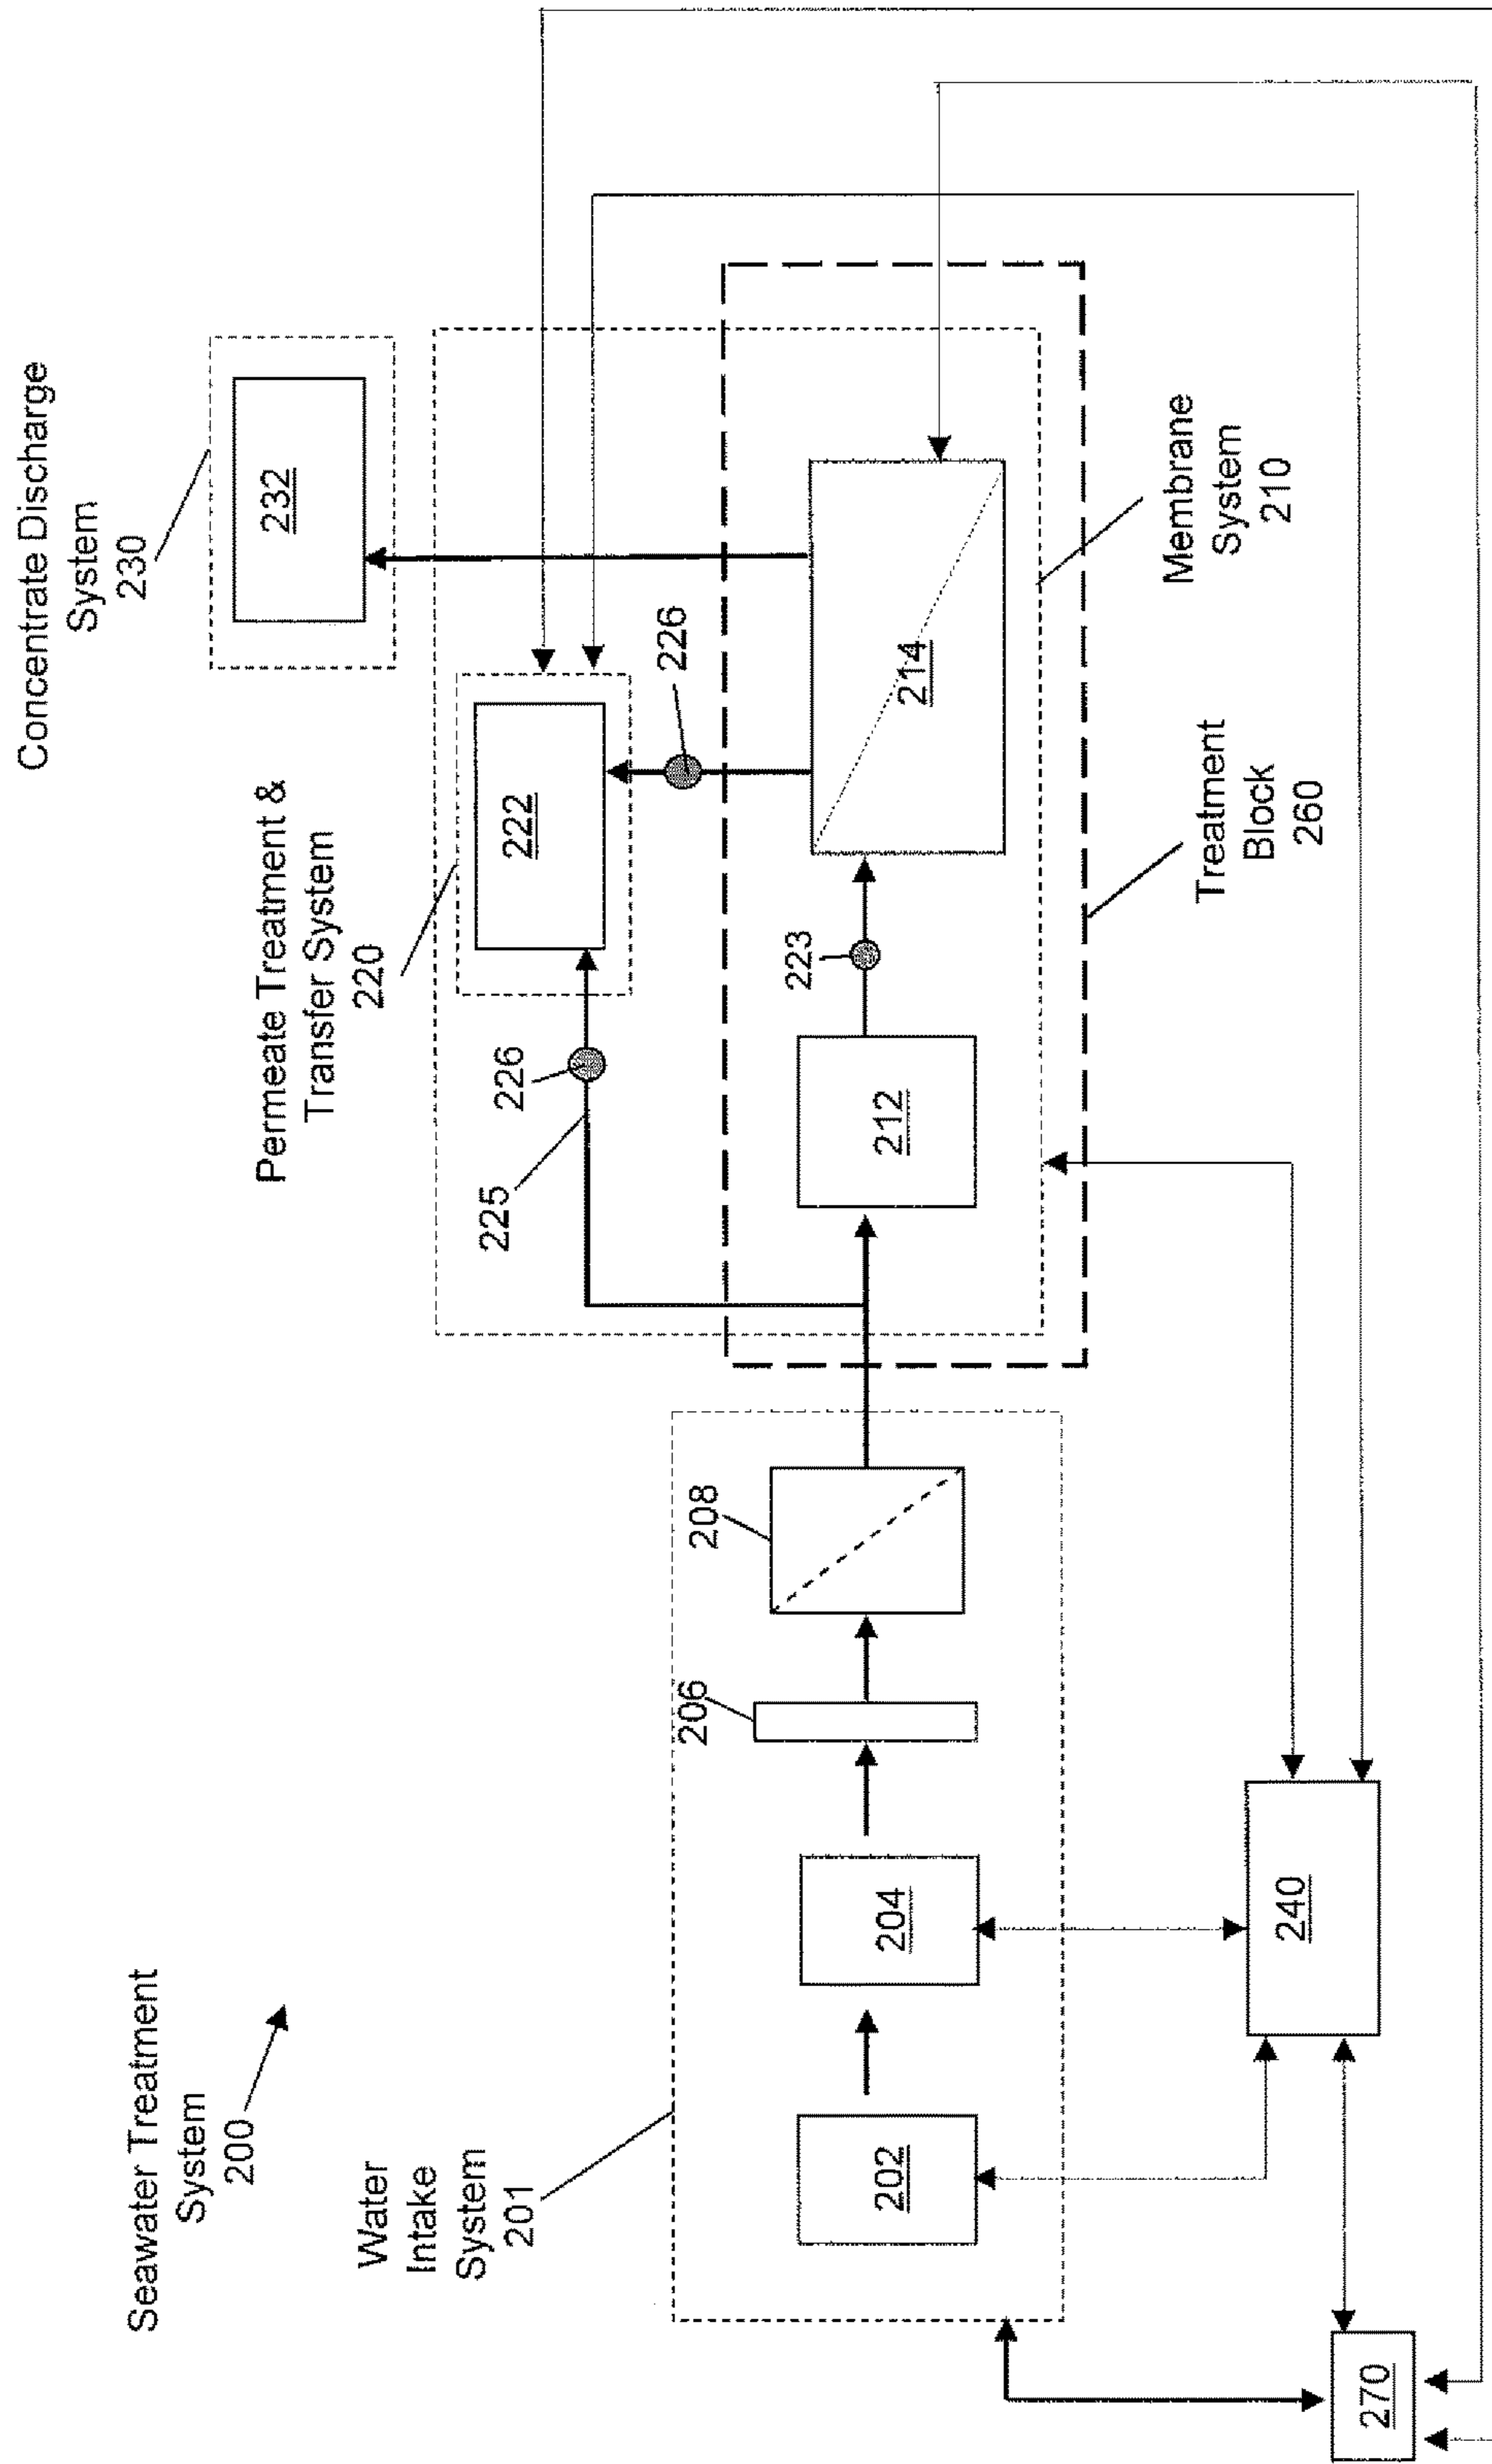 Seawater Treatment
System
200
Water
Intake
System
201
Permeate Treatment &
Transfer System
220
Concentrate Discharge
System
230
232
222
226
226
225
202
204
206
208
212
223
214
240
270
Membrane
System
210
Treatment
Block
260